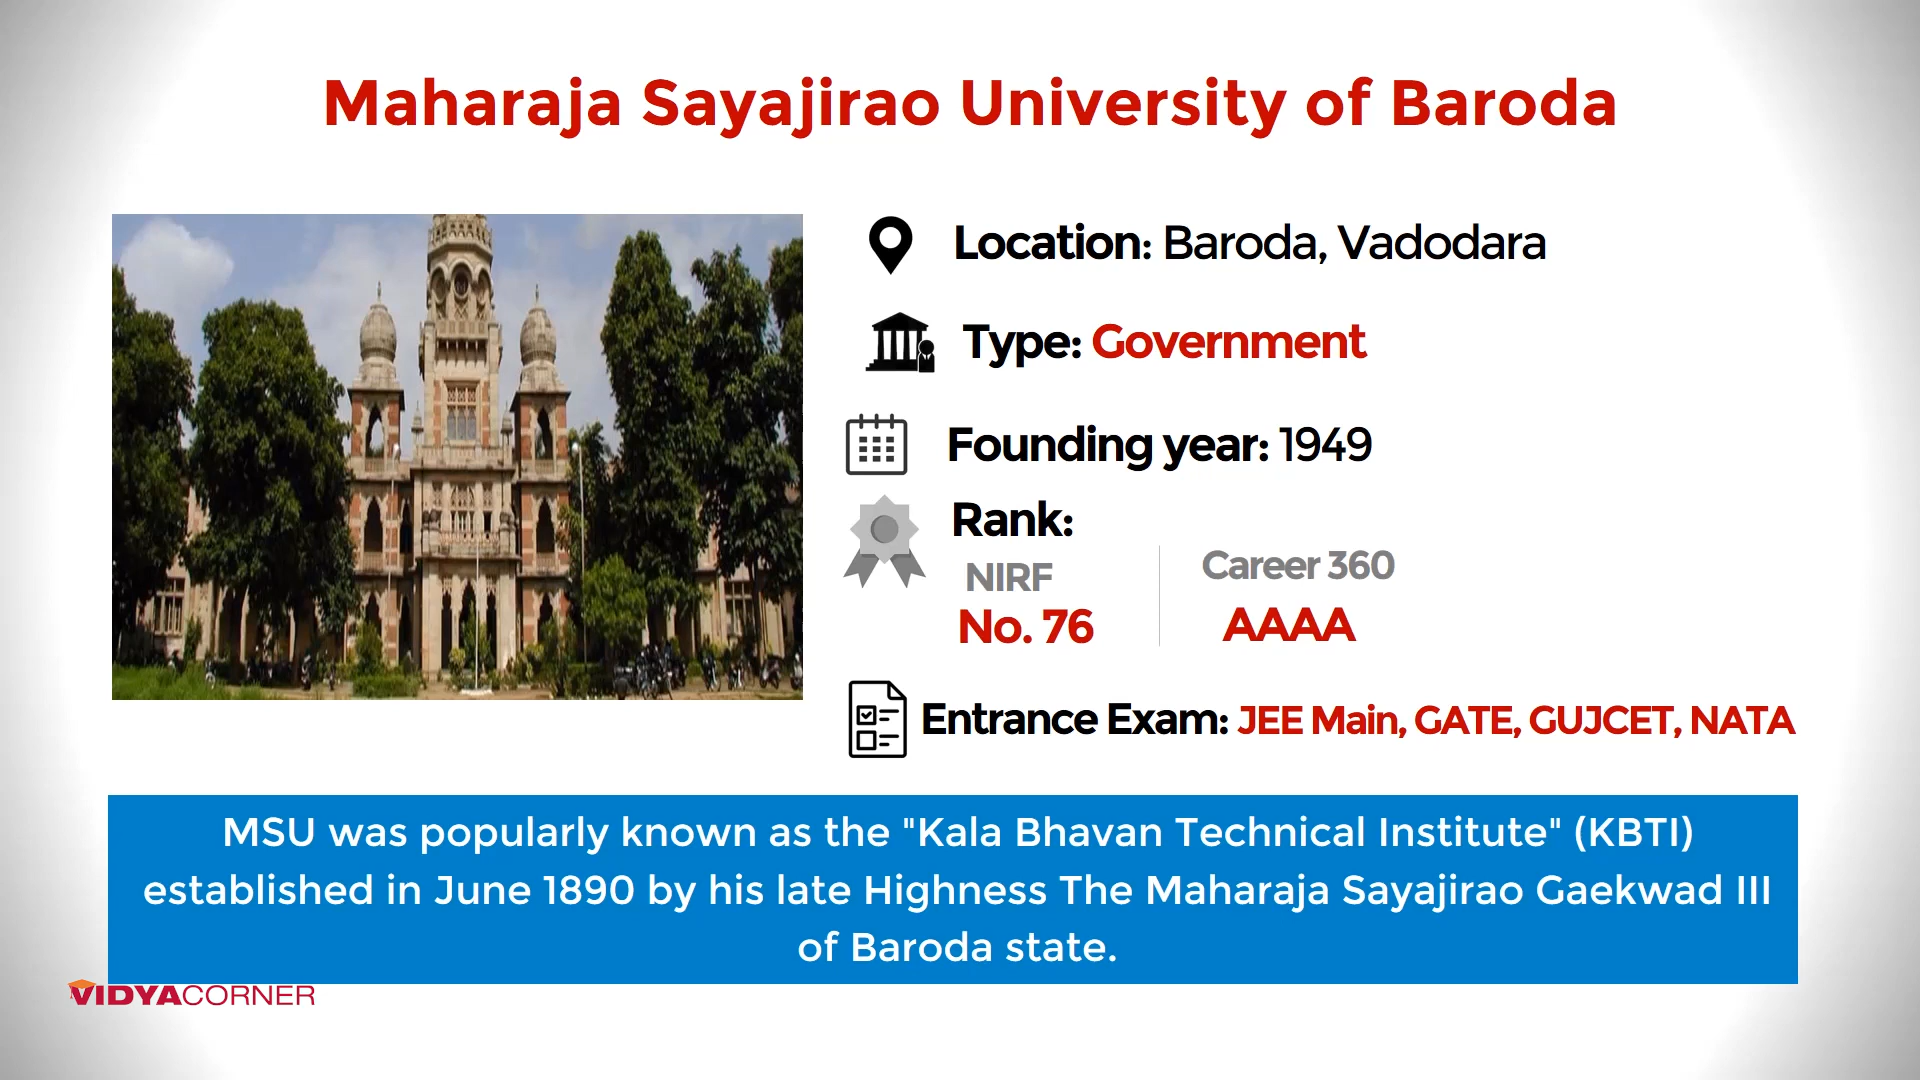 Maharaja Sayajirao University of Baroda
Location: Baroda, Vadodara
Type: Government
Founding year: 1949
Rank:
NIRF
No. 76
Career 360
AAAA
Entrance Exam: JEE Main, GATE, GUJCET, NATA
MSU was popularly known as the "Kala Bhavan Technical Institute" (KBTI)
established in June 1890 by his late Highness The Maharaja Sayajirao Gaekwad III
of Baroda state.
VIDYACORNER